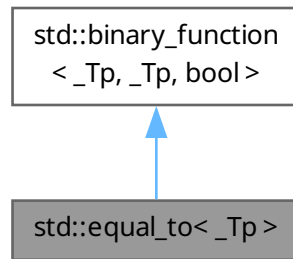 std::binary_function
< _Tp, _Tp, bool >
std::equal_to< _Tp >